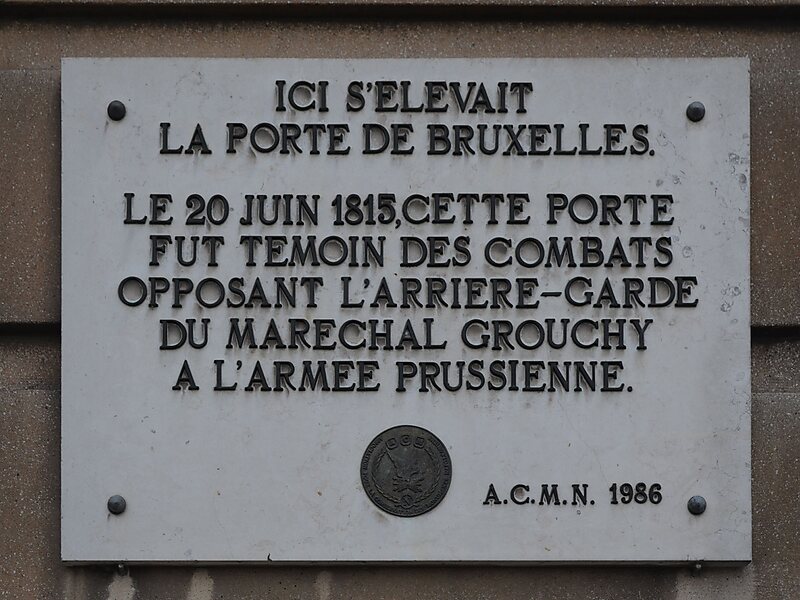 ICI S'ELEVAIT
LA PORTE DE BRUXELLES.
LE 20 JUIN 1815, CETTE PORTE
FUT TEMOIN DES COMBATS
OPPOSANT L'ARRIERE-GARDE
DU MARECHAL GROUCHY
A L'ARMÉE PRUSSIENNE.
A.C.M.N. 1986